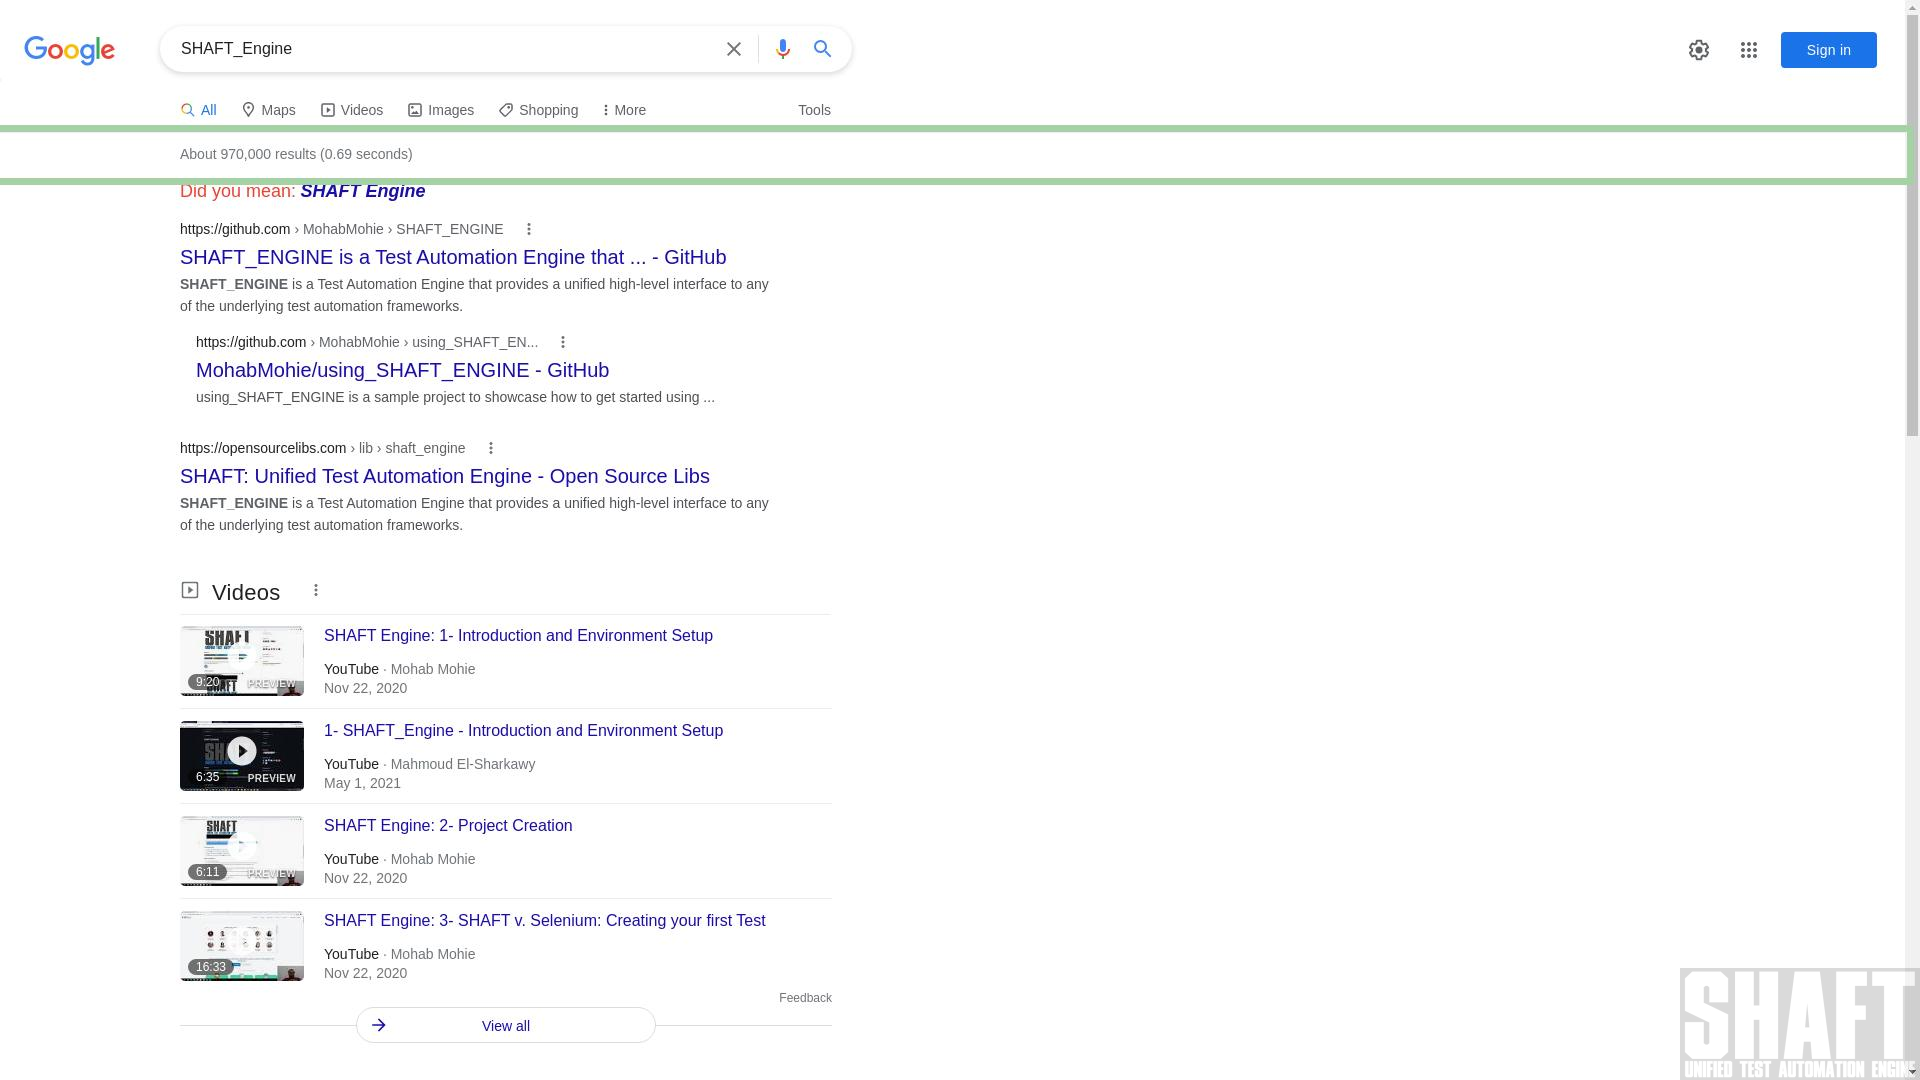 Google
SHAFT_Engine
Sign in
All
Maps
Videos
Images
Shopping
More
Tools
About 970,000 results (0.69 seconds)
Did you mean: SHAFT Engine
https://github.com › MohabMohie › SHAFT_ENGINE
SHAFT_ENGINE is a Test Automation Engine that ... - GitHub
SHAFT_ENGINE is a Test Automation Engine that provides a unified high-level interface to any
of the underlying test automation frameworks.
https://github.com › MohabMohie › using_SHAFT_EN...
MohabMohie/using_SHAFT_ENGINE - GitHub
using_SHAFT_ENGINE is a sample project to showcase how to get started using ...
https://opensourcelibs.com › lib › shaft_engine
SHAFT: Unified Test Automation Engine - Open Source Libs
SHAFT_ENGINE is a Test Automation Engine that provides a unified high-level interface to any
of the underlying test automation frameworks.
Videos
SHAFT
9:20
PREVIEW
SHAFT Engine: 1- Introduction and Environment Setup
YouTube · Mohab Mohie
Nov 22, 2020
6:35
PREVIEW
1- SHAFT_Engine - Introduction and Environment Setup
YouTube · Mahmoud El-Sharkawy
May 1, 2021
SHAFT
6:11
PREVIEW
SHAFT Engine: 2- Project Creation
YouTube · Mohab Mohie
Nov 22, 2020
16:33
SHAFT Engine: 3- SHAFT v. Selenium: Creating your first Test
YouTube · Mohab Mohie
Nov 22, 2020
Feedback
View all
SHAFT
UNIFIED TEST AUTOMATION ENGINE